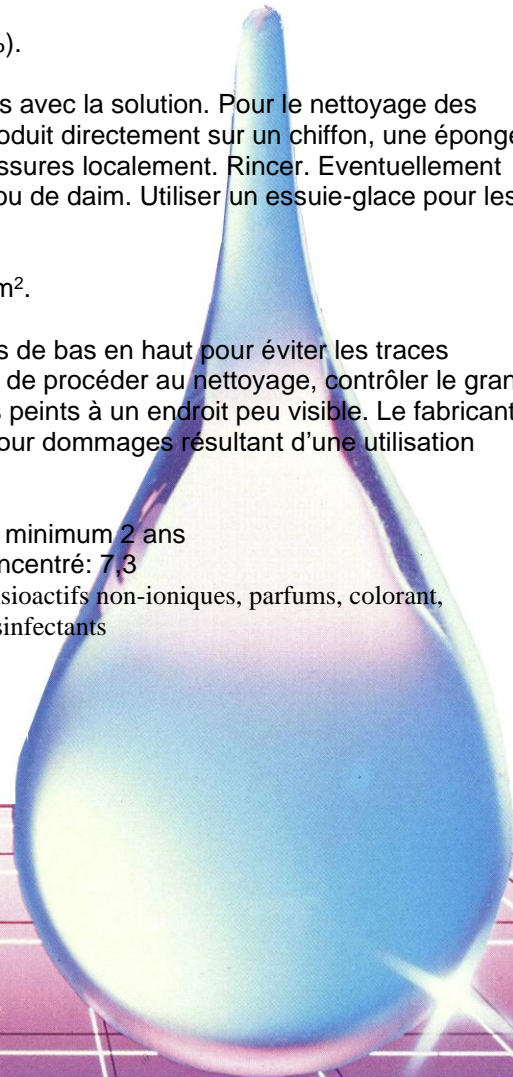 %).
s avec la solution. Pour le nettoyage des
oduit directement sur un chiffon, une éponge
ssures localement. Rincer. Eventuellement
ou de daim. Utiliser un essuie-glace pour les
m².
s de bas en haut pour éviter les traces
de procéder au nettoyage, contrôler le gran
s peints à un endroit peu visible. Le fabricant
our dommages résultant d’une utilisation
minimum 2 ans
oncentré: 7,3
sioactifs non-ioniques, parfums, colorant,
sinfectants